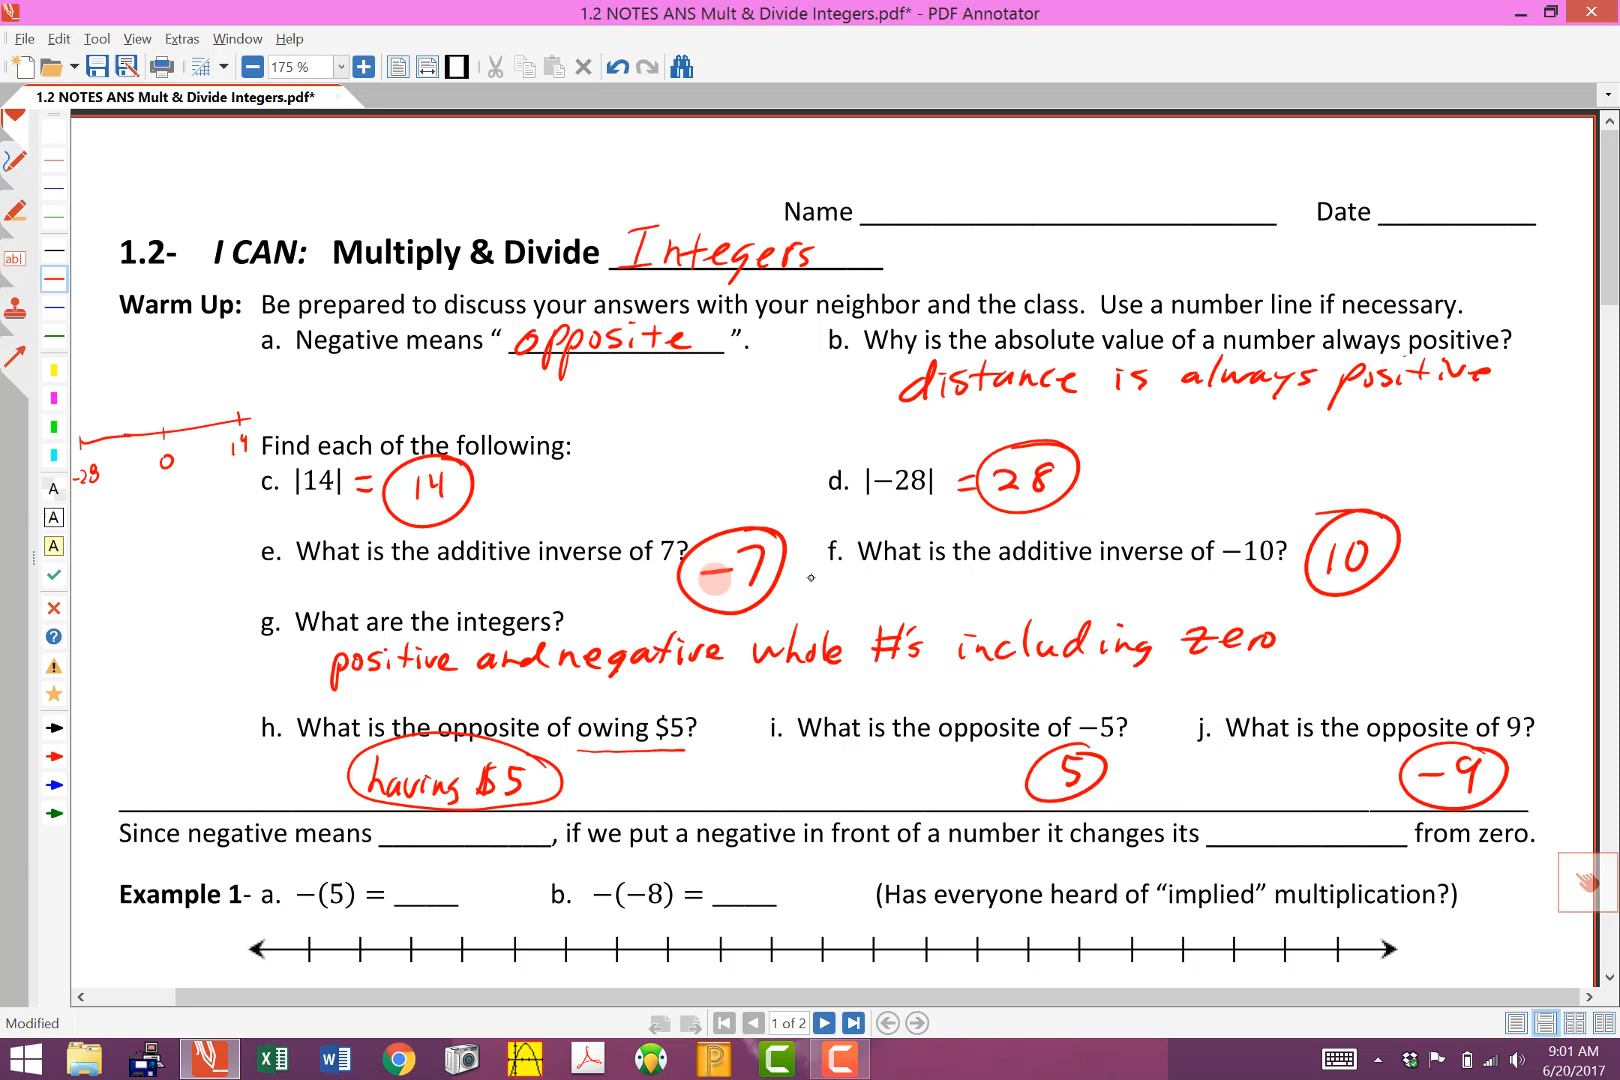 1.2 NOTES ANS Mult & Divide Integers.pdf* - PDF Annotator
File Edit Tool View Extras Window Help
175 %
1.2 NOTES ANS Mult & Divide Integers.pdf*
Name ____________________ Date __________
1.2- I CAN: Multiply & Divide Integers
Warm Up: Be prepared to discuss your answers with your neighbor and the class. Use a number line if necessary.
a. Negative means “ opposite ”. b. Why is the absolute value of a number always positive?
distance is always positive
-28 0 14
Find each of the following:
c. |14| = 14 d. |−28| = 28
e. What is the additive inverse of 7? -7 f. What is the additive inverse of −10? 10
g. What are the integers?
positive and negative whole #'s including zero
h. What is the opposite of owing $5? i. What is the opposite of −5? j. What is the opposite of 9?
having $5 5 -9
Since negative means ____________, if we put a negative in front of a number it changes its ______________ from zero.
Example 1- a. −(5) = ____ b. −(−8) = ____ (Has everyone heard of “implied” multiplication?)
Modified 1 of 2
9:01 AM
6/20/2017